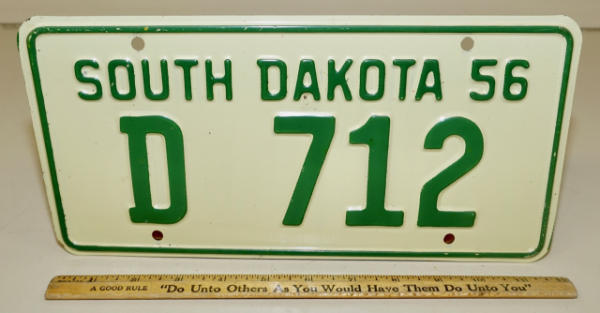 SOUTH DAKOTA 56
D 712
A GOOD RULE "Do Unto Others As You Would Have Them Do Unto You"